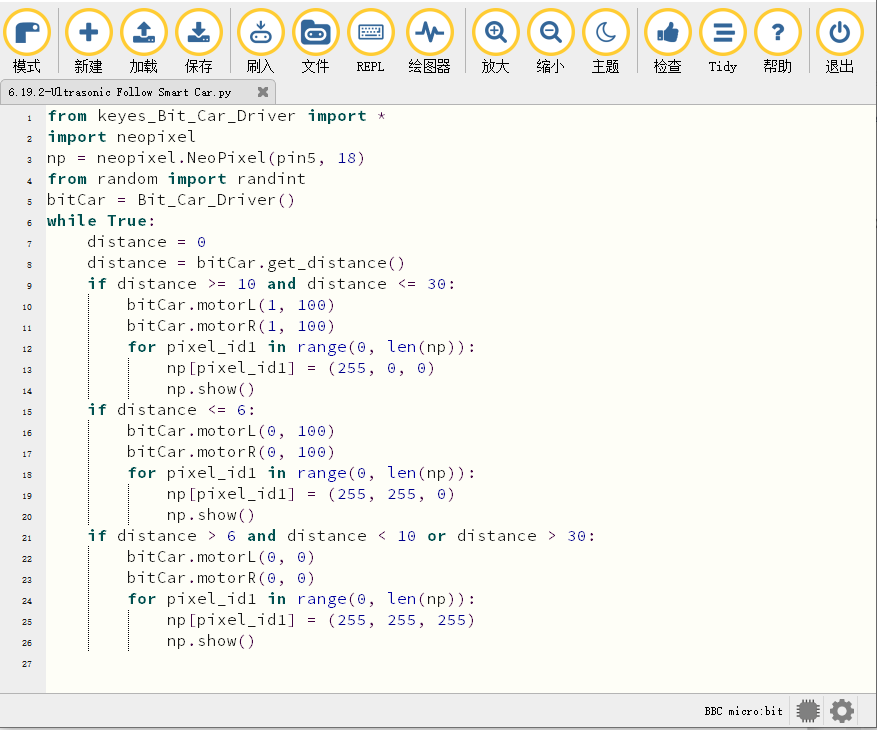 模式 新建 加载 保存 刷入 文件 REPL 绘图器 放大 缩小 主题 检查 Tidy 帮助 退出
6.19.2-Ultrasonic Follow Smart Car.py
1 from keyes_Bit_Car_Driver import *
2 import neopixel
3 np = neopixel.NeoPixel(pin5, 18)
4 from random import randint
5 bitCar = Bit_Car_Driver()
6 while True:
7     distance = 0
8     distance = bitCar.get_distance()
9     if distance >= 10 and distance <= 30:
10         bitCar.motorL(1, 100)
11         bitCar.motorR(1, 100)
12         for pixel_id1 in range(0, len(np)):
13             np[pixel_id1] = (255, 0, 0)
14             np.show()
15     if distance <= 6:
16         bitCar.motorL(0, 100)
17         bitCar.motorR(0, 100)
18         for pixel_id1 in range(0, len(np)):
19             np[pixel_id1] = (255, 255, 0)
20             np.show()
21     if distance > 6 and distance < 10 or distance > 30:
22         bitCar.motorL(0, 0)
23         bitCar.motorR(0, 0)
24         for pixel_id1 in range(0, len(np)):
25             np[pixel_id1] = (255, 255, 255)
26             np.show()
27
BBC micro:bit